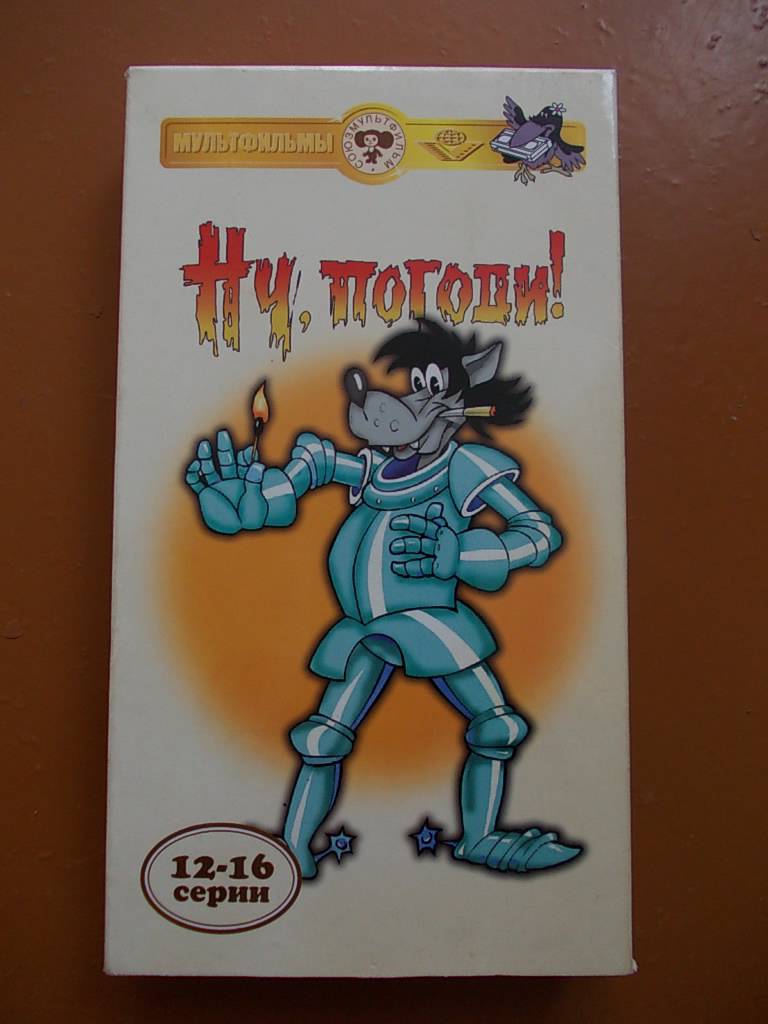 МУЛЬТФИЛЬМЫ
СОЮЗМУЛЬТФИЛЬМ
Ну, погоди!
12-16
серии